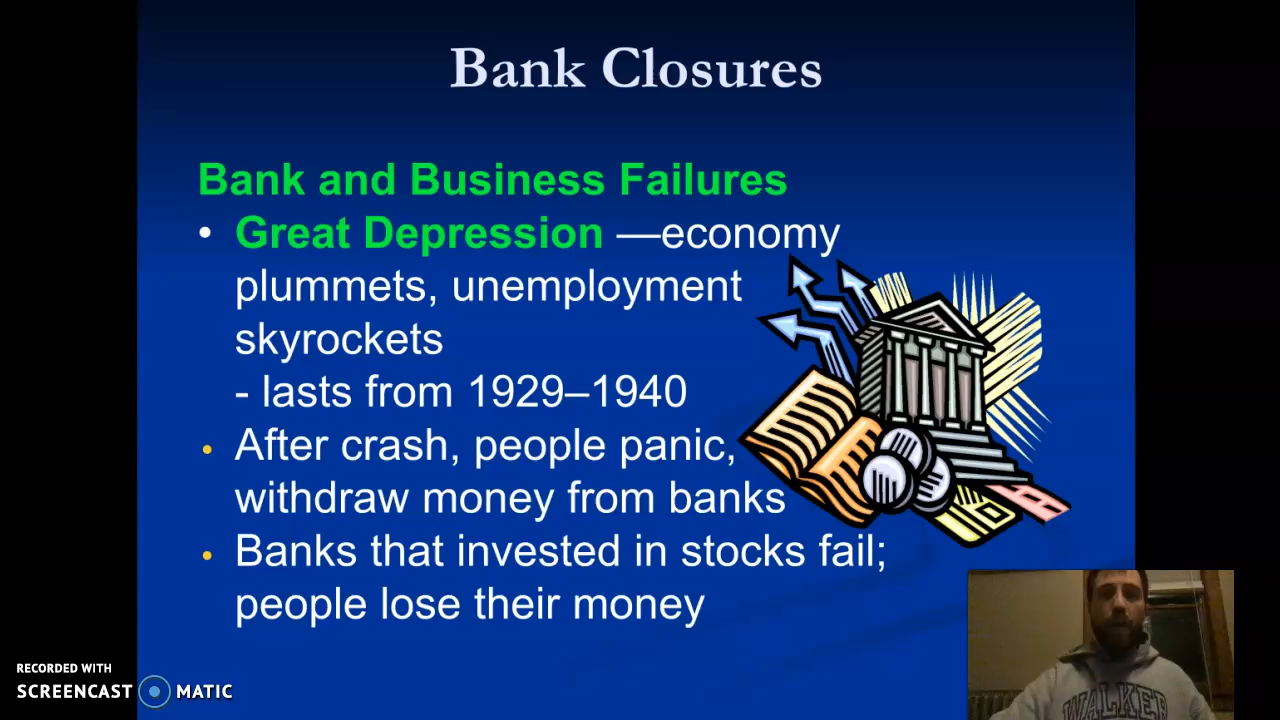 Bank Closures
Bank and Business Failures
• Great Depression —economy
plummets, unemployment
skyrockets
- lasts from 1929–1940
• After crash, people panic,
withdraw money from banks
• Banks that invested in stocks fail;
people lose their money
RECORDED WITH
SCREENCAST MATIC
WALKER